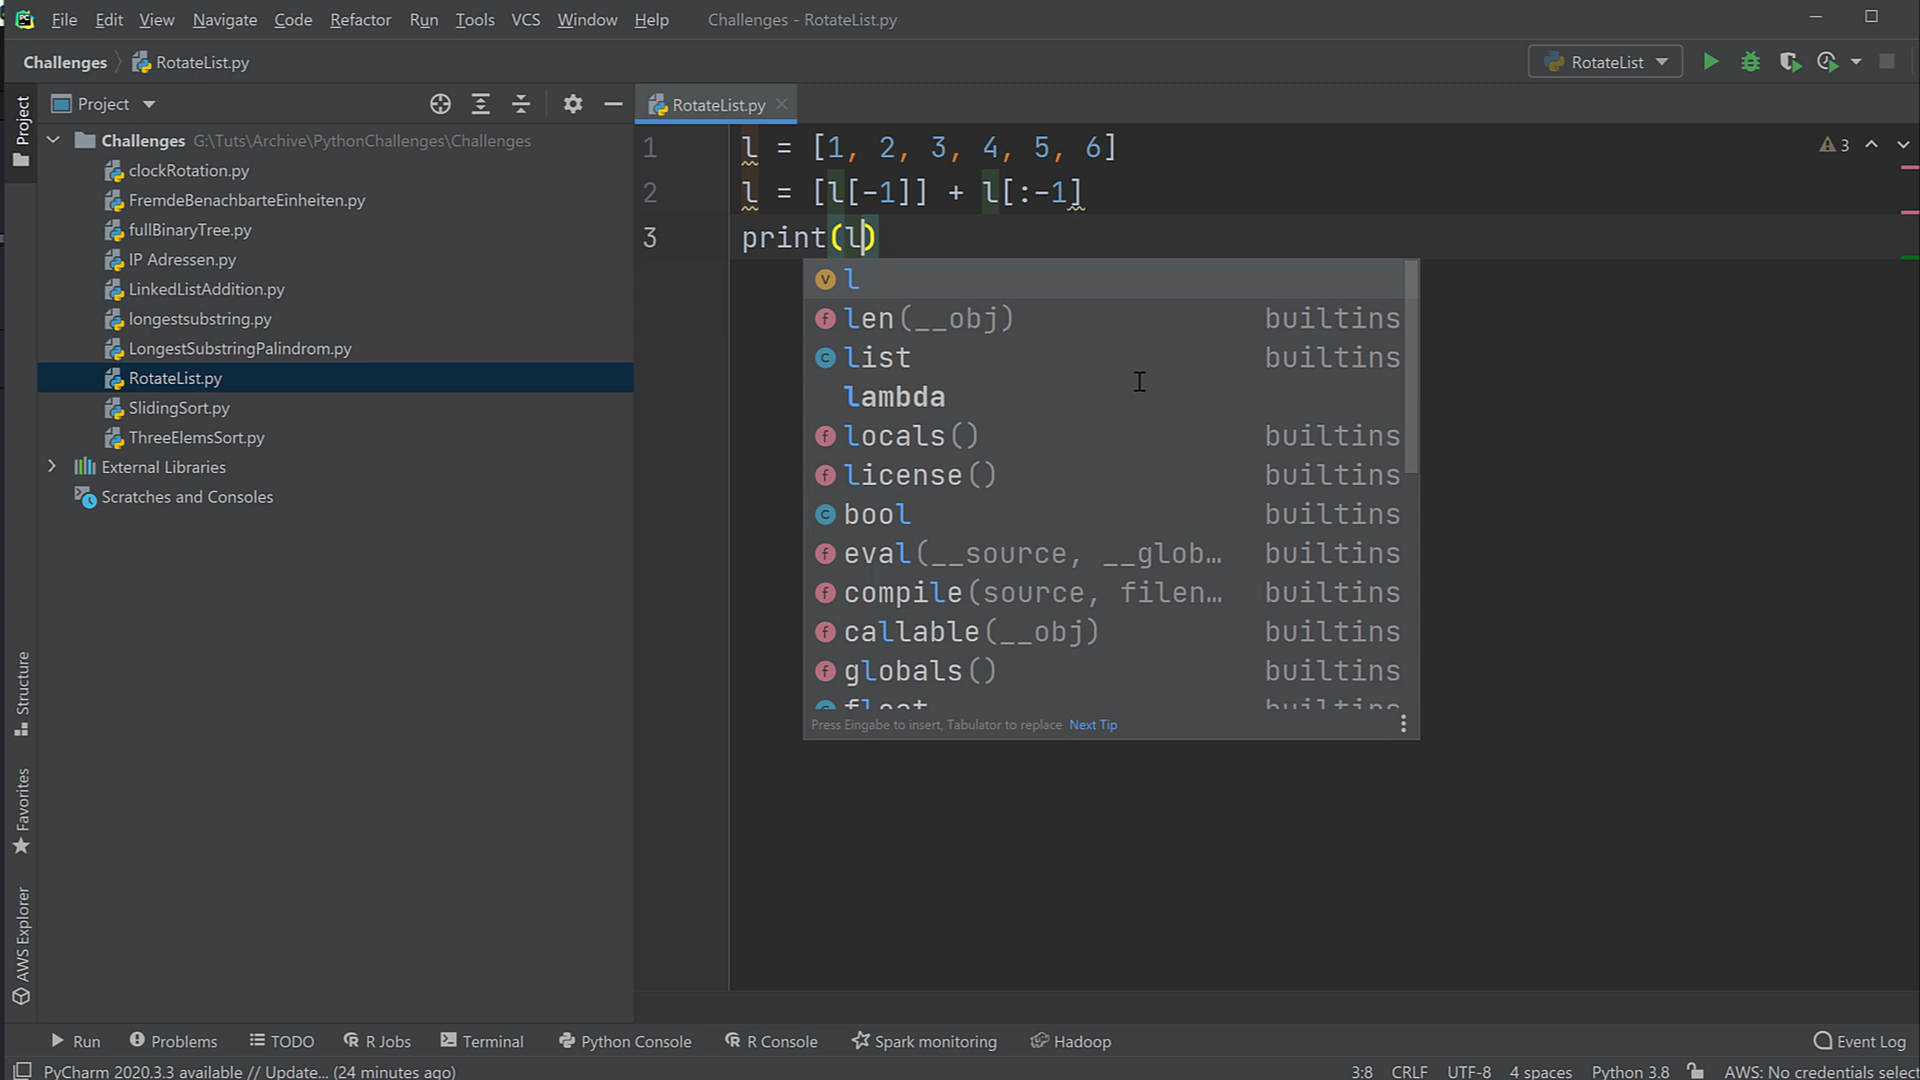 File Edit View Navigate Code Refactor Run Tools VCS Window Help Challenges - RotateList.py
Challenges RotateList.py RotateList
Project
Project
RotateList.py
Challenges G:\Tuts\Archive\PythonChallenges\Challenges
clockRotation.py
FremdeBenachbarteEinheiten.py
fullBinaryTree.py
IP Adressen.py
LinkedListAddition.py
longestsubstring.py
LongestSubstringPalindrom.py
RotateList.py
SlidingSort.py
ThreeElemsSort.py
External Libraries
Scratches and Consoles
Structure
Favorites
AWS Explorer
1 l = [1, 2, 3, 4, 5, 6]
2 l = [l[-1]] + l[:-1]
3 print(l)
3
v l
f len(__obj) builtins
c list builtins
lambda
f locals() builtins
f license() builtins
c bool builtins
f eval(__source, __glob… builtins
f compile(source, filen… builtins
f callable(__obj) builtins
f globals() builtins
c float builtins
Press Eingabe to insert, Tabulator to replace Next Tip
Run Problems TODO R Jobs Terminal Python Console R Console Spark monitoring Hadoop Event Log
PyCharm 2020.3.3 available // Update... (24 minutes ago) 3:8 CRLF UTF-8 4 spaces Python 3.8 AWS: No credentials select